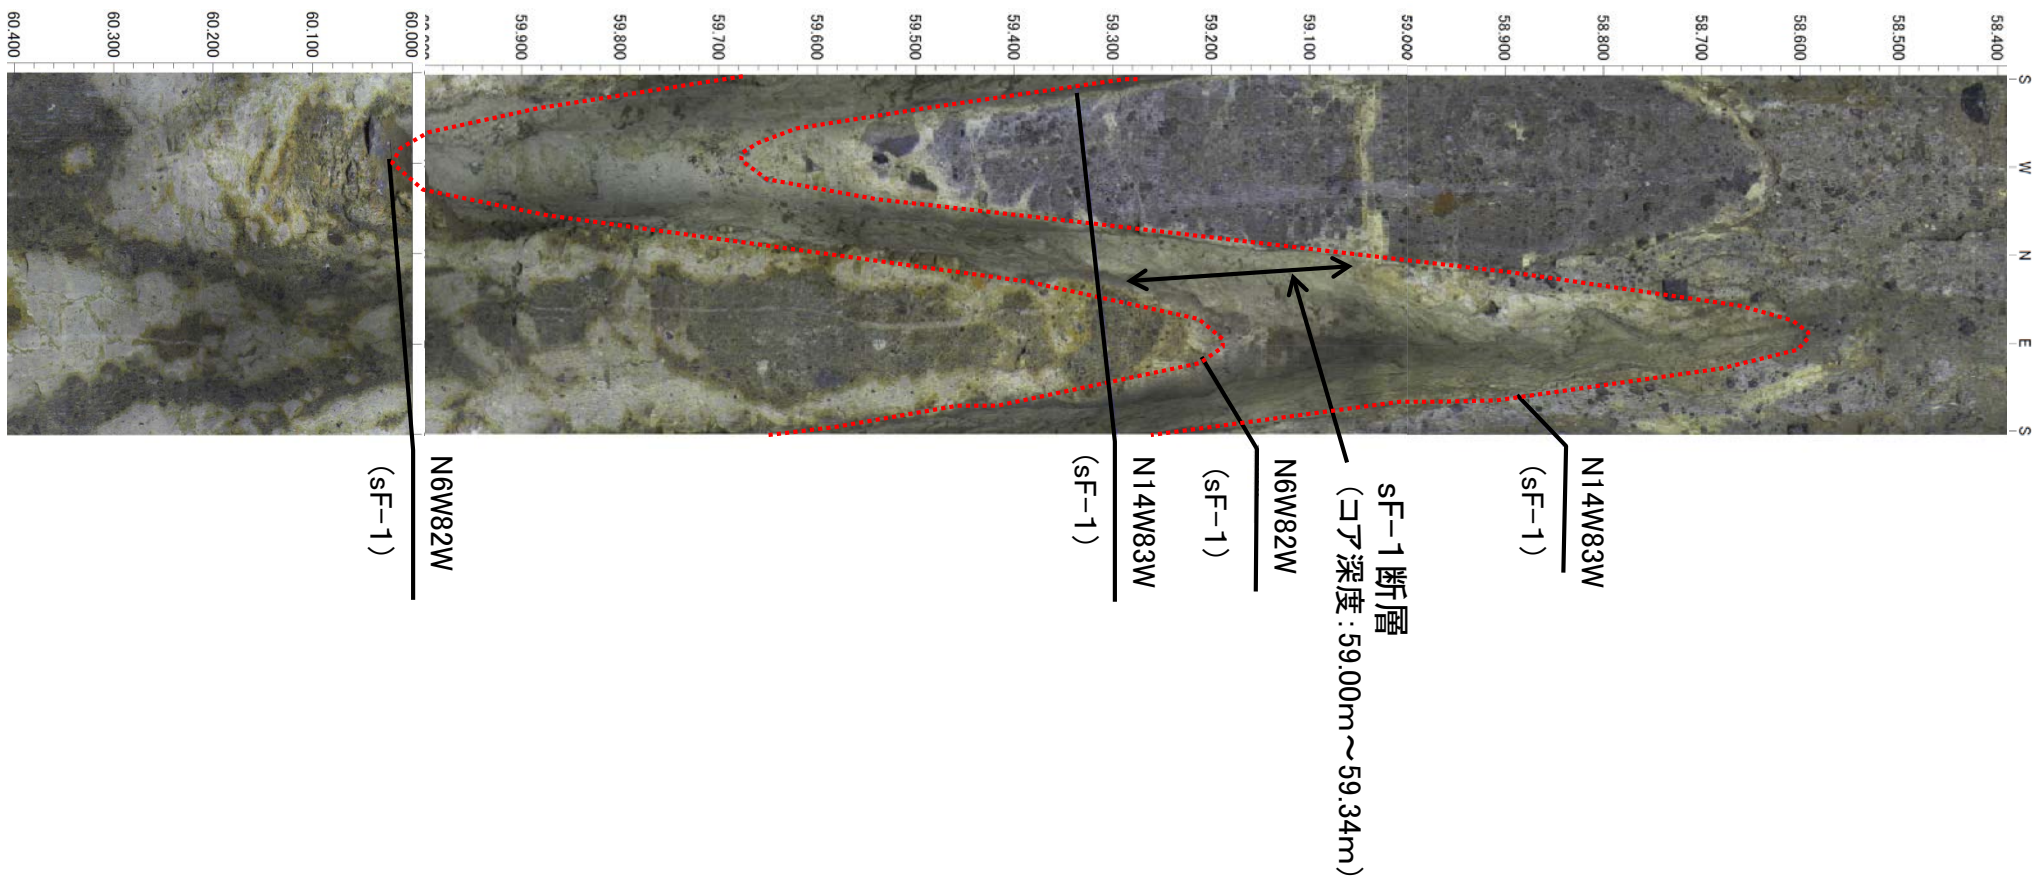 S W N E S
58.400
58.500
58.600
58.700
58.800
58.900
59.000
59.100
59.200
59.300
59.400
59.500
59.600
59.700
59.800
59.900
60.000
60.100
60.200
60.300
60.400
N14W83W
(sF-1)
sF-1断層
(コア深度:59.00m～59.34m)
N6W82W
(sF-1)
N14W83W
(sF-1)
N6W82W
(sF-1)